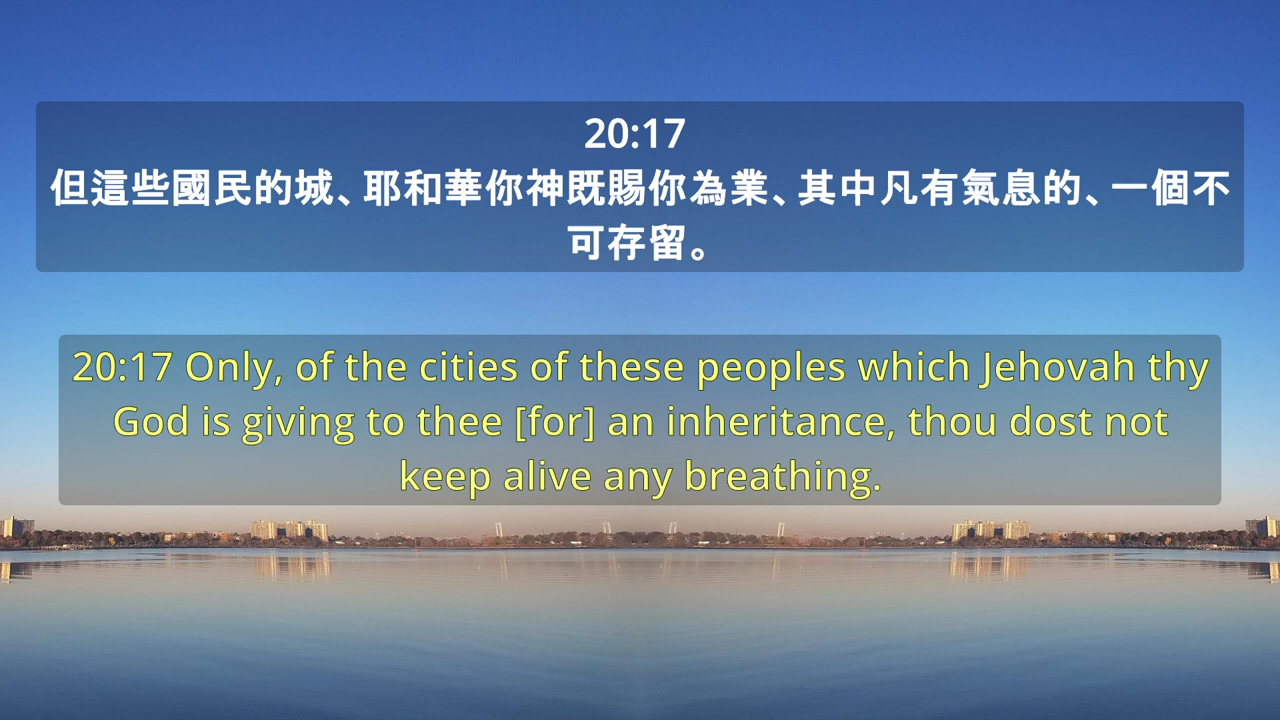 20:17
但這些國民的城、耶和華你神既賜你為業、其中凡有氣息的、一個不
可存留。
20:17 Only, of the cities of these peoples which Jehovah thy
God is giving to thee [for] an inheritance, thou dost not
keep alive any breathing.